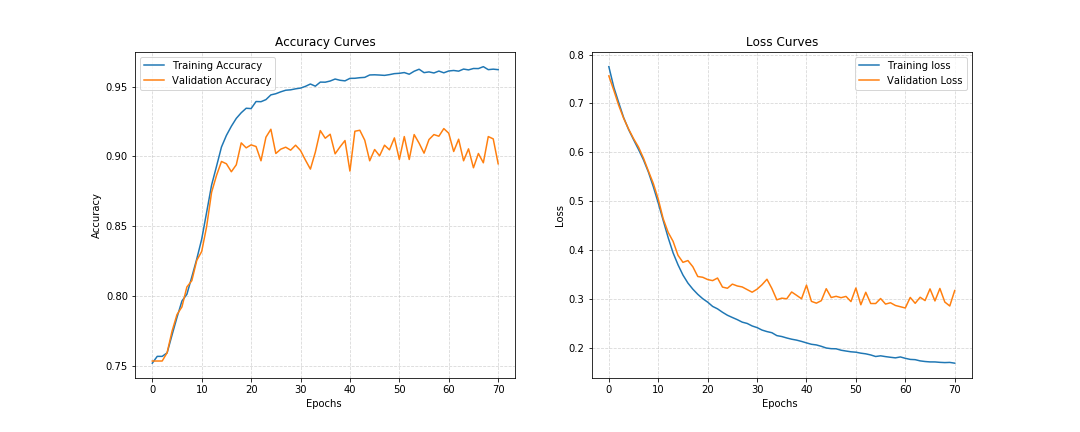 Accuracy Curves
Training Accuracy
Validation Accuracy
0.95
0.90
0.85
0.80
0.75
Accuracy
0 10 20 30 40 50 60 70
Epochs
Loss Curves
Training loss
Validation Loss
0.8
0.7
0.6
0.5
0.4
0.3
0.2
Loss
0 10 20 30 40 50 60 70
Epochs